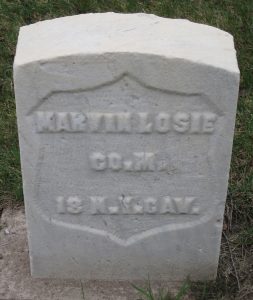 MARVIN LOSIE
CO.M.
13 N.Y.CAV.